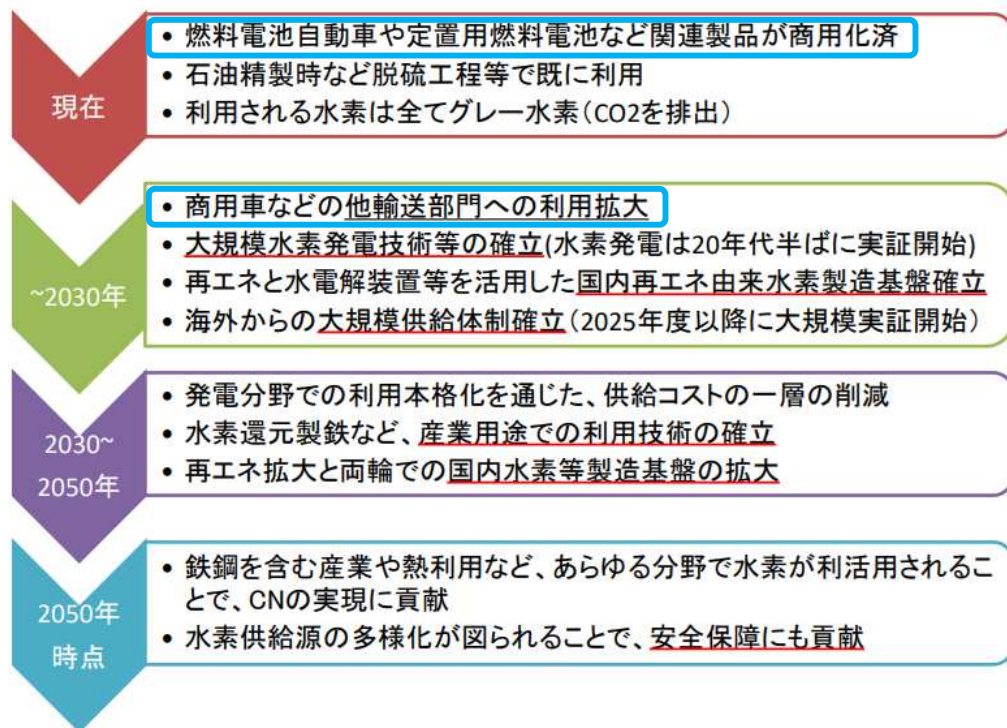 現在
• 燃料電池自動車や定置用燃料電池など関連製品が商用化済
• 石油精製時など脱硫工程等で既に利用
• 利用される水素は全てグレー水素（CO2を排出）
~2030年
• 商用車などの他輸送部門への利用拡大
• 大規模水素発電技術等の確立(水素発電は20年代半ばに実証開始)
• 再エネと水電解装置等を活用した国内再エネ由来水素製造基盤確立
• 海外からの大規模供給体制確立（2025年度以降に大規模実証開始）
2030~
2050年
• 発電分野での利用本格化を通じた、供給コストの一層の削減
• 水素還元製鉄など、産業用途での利用技術の確立
• 再エネ拡大と両輪での国内水素等製造基盤の拡大
2050年
時点
• 鉄鋼を含む産業や熱利用など、あらゆる分野で水素が利活用されるこ
とで、CNの実現に貢献
• 水素供給源の多様化が図られることで、安全保障にも貢献